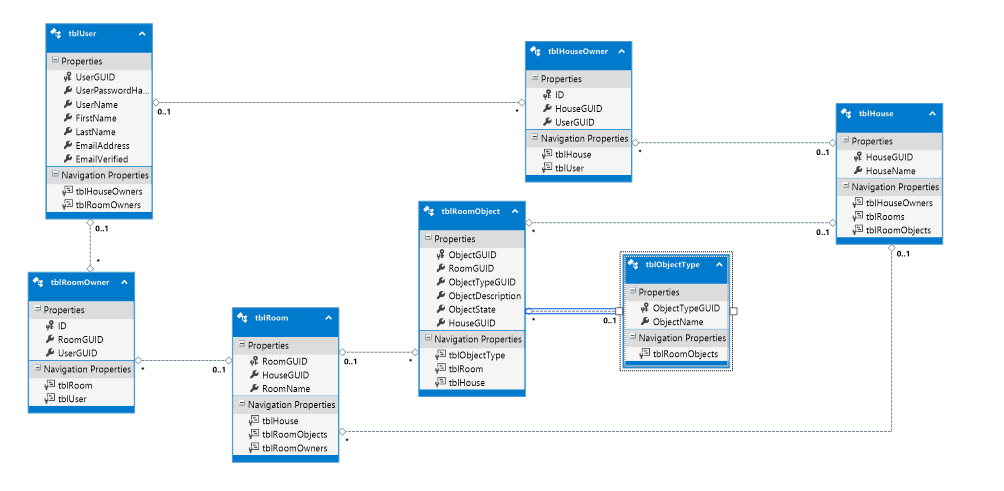 tblUser
Properties
UserGUID
UserPasswordHa...
UserName
FirstName
LastName
EmailAddress
EmailVerified
Navigation Properties
tblHouseOwners
tblRoomOwners
0..1
*
0..1
*
tblHouseOwner
Properties
ID
HouseGUID
UserGUID
Navigation Properties
tblHouse
tblUser
*
0..1
tblHouse
Properties
HouseGUID
HouseName
Navigation Properties
tblHouseOwners
tblRooms
tblRoomObjects
0..1
tblRoomObject
Properties
ObjectGUID
RoomGUID
ObjectTypeGUID
ObjectDescription
ObjectState
HouseGUID
Navigation Properties
tblObjectType
tblRoom
tblHouse
*
0..1
*
0..1
tblObjectType
Properties
ObjectTypeGUID
ObjectName
Navigation Properties
tblRoomObjects
tblRoomOwner
Properties
ID
RoomGUID
UserGUID
Navigation Properties
tblRoom
tblUser
*
0..1
tblRoom
Properties
RoomGUID
HouseGUID
RoomName
Navigation Properties
tblHouse
tblRoomObjects
tblRoomOwners
0..1
*
*